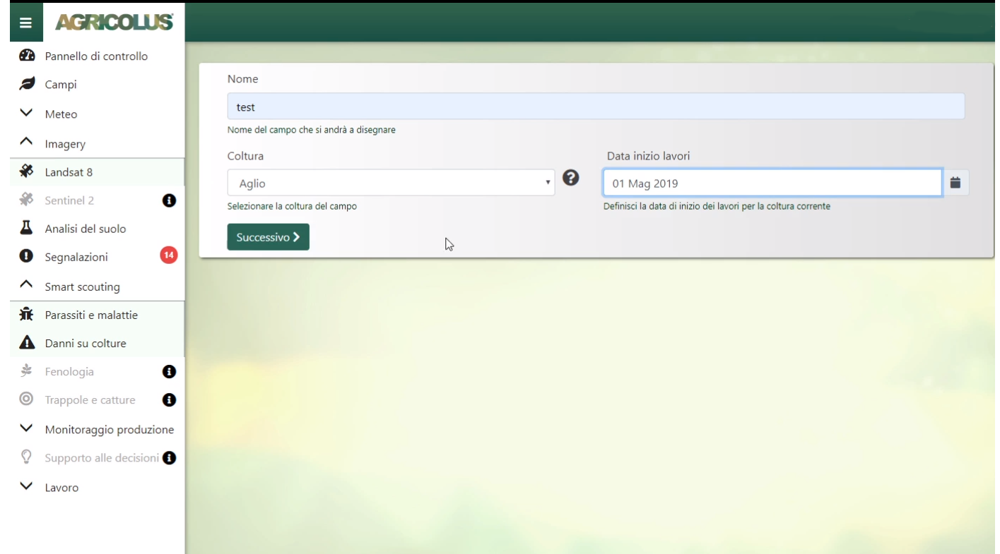 AGRICOLUS
Pannello di controllo
Campi
Meteo
Imagery
Landsat 8
Sentinel 2
Analisi del suolo
Segnalazioni 14
Smart scouting
Parassiti e malattie
Danni su colture
Fenologia
Trappole e catture
Monitoraggio produzione
Supporto alle decisioni
Lavoro
Nome
test
Nome del campo che si andrà a disegnare
Coltura
Aglio
Selezionare la coltura del campo
Data inizio lavori
01 Mag 2019
Definisci la data di inizio dei lavori per la coltura corrente
Successivo